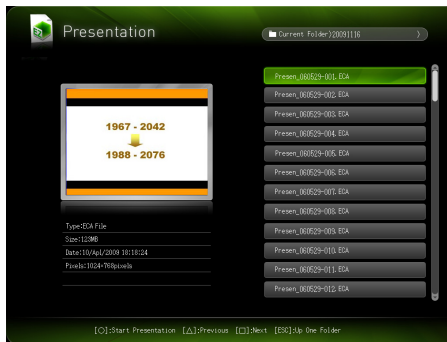 Presentation
Current Folder)20091116 〉
Presen_060529-001.ECA
Presen_060529-002.ECA
Presen_060529-003.ECA
Presen_060529-004.ECA
Presen_060529-005.ECA
Presen_060529-006.ECA
Presen_060529-007.ECA
Presen_060529-008.ECA
Presen_060529-009.ECA
Presen_060529-010.ECA
Presen_060529-011.ECA
Presen_060529-012.ECA
1967 - 2042
1988 - 2076
Type:ECA File
Size:123MB
Date:10/Apl/2009 18:18:24
Pixels:1024*768pixels
[○]:Start Presentation [△]:Previous [□]:Next [ESC]:Up One Folder